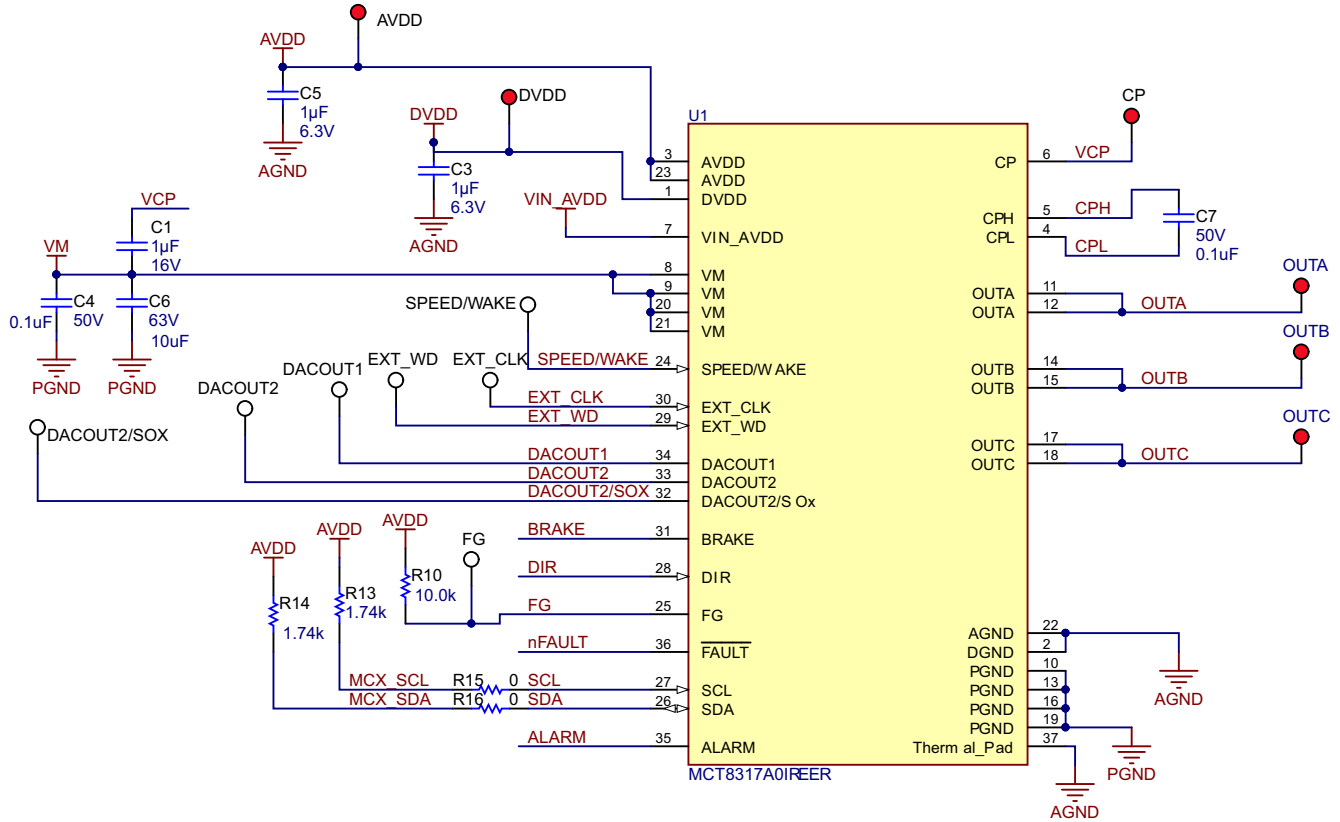 AVDD
AVDD
C5
1µF
6.3V
AGND
DVDD
DVDD
C3
1µF
6.3V
AGND
VIN_AVDD
VCP
C1
1µF
16V
VM
C4
0.1uF
50V
C6
63V
10uF
PGND
PGND
SPEED/WAKE
SPEED/WAKE
EXT_WD
EXT_CLK
DACOUT1
DACOUT2
DACOUT2/SOX
EXT_CLK
EXT_WD
DACOUT1
DACOUT2
DACOUT2/SOX
BRAKE
DIR
FG
FG
nFAULT
AVDD
AVDD
AVDD
R14
1.74k
R13
1.74k
R10
10.0k
MCX_SCL
R15
0
SCL
MCX_SDA
R16
0
SDA
ALARM
U1
3
AVDD
23
AVDD
1
DVDD
7
VIN_AVDD
8
VM
9
VM
20
VM
21
VM
24
SPEED/W AKE
30
EXT_CLK
29
EXT_WD
34
DACOUT1
33
DACOUT2
32
DACOUT2/S Ox
31
BRAKE
28
DIR
25
FG
36
FAULT
27
SCL
26
SDA
35
ALARM
MCT8317A0IREER
CP
6
VCP
CP
CPH
5
CPH
CPL
4
CPL
C7
50V
0.1uF
OUTA
11
OUTA
12
OUTA
OUTA
OUTB
14
OUTB
15
OUTB
OUTB
OUTC
17
OUTC
18
OUTC
OUTC
AGND
22
DGND
2
PGND
10
PGND
13
PGND
16
PGND
19
Therm al_Pad
37
AGND
PGND
AGND